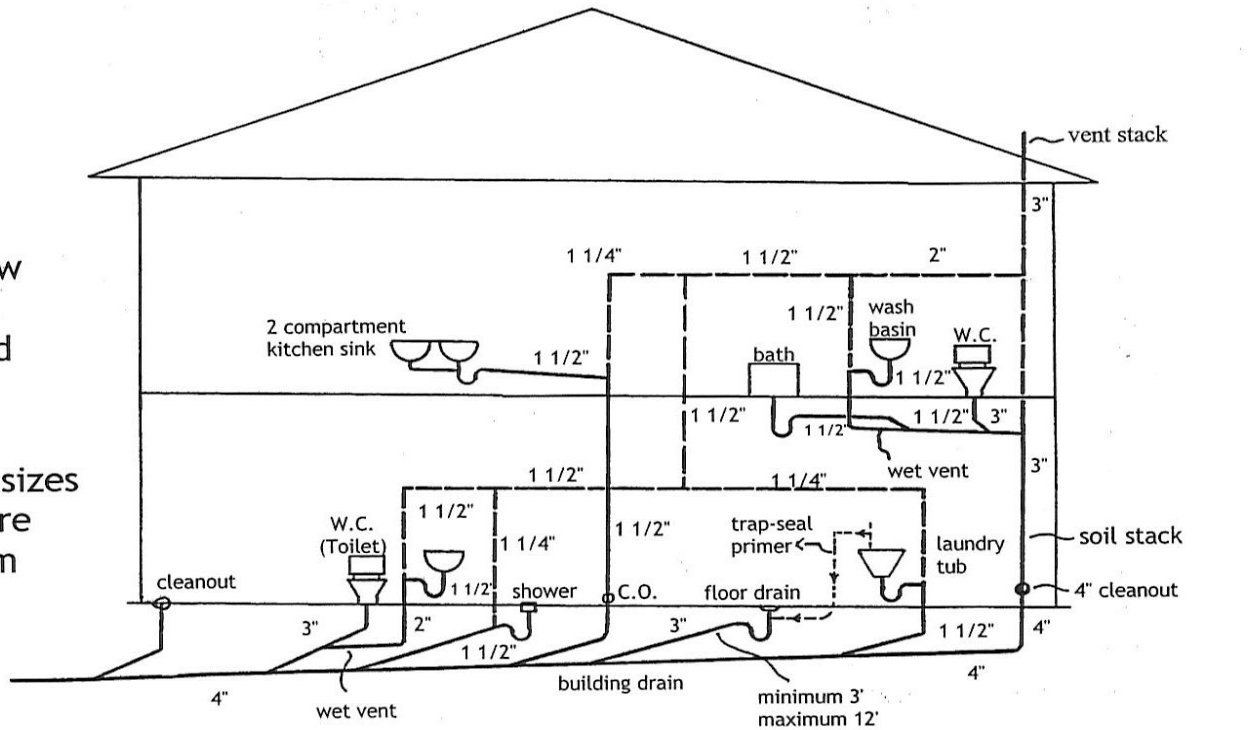 vent stack
3"
w
1 1/4"
1 1/2"
2"
d
2 compartment
kitchen sink
1 1/2"
1 1/2"
wash
basin
W.C.
bath
1 1/2"
1 1/2"
1 1/2"
1 1/2"
3"
wet vent
3"
sizes
re
m
1 1/2"
1 1/4"
W.C.
(Toilet)
1 1/2"
1 1/4"
1 1/2"
trap-seal
primer
laundry
tub
soil stack
cleanout
1 1/2"
shower
C.O.
floor drain
4" cleanout
3"
2"
1 1/2"
3"
1 1/2"
4"
4"
wet vent
building drain
4"
minimum 3'
maximum 12'